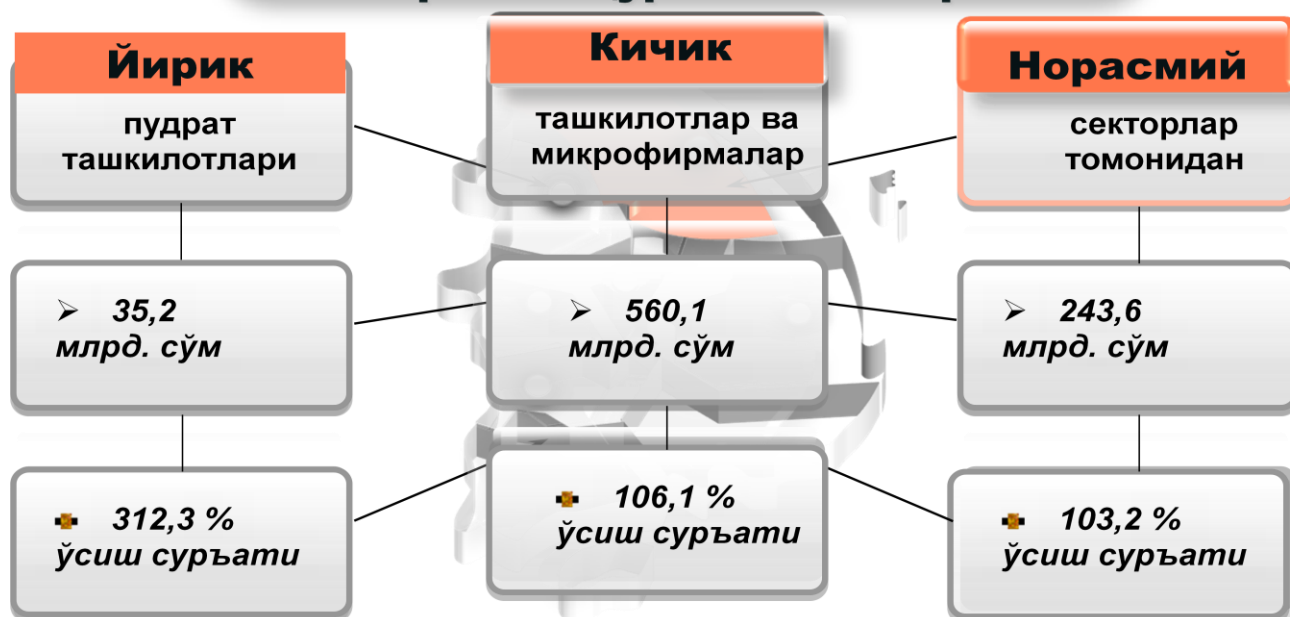 Йирик
пудрат
ташкилотлари
➢ 35,2
млрд. сўм
312,3 %
ўсиш суръати
Кичик
ташкилотлар ва
микрофирмалар
➢ 560,1
млрд. сўм
106,1 %
ўсиш суръати
Норасмий
секторлар
томонидан
➢ 243,6
млрд. сўм
103,2 %
ўсиш суръати